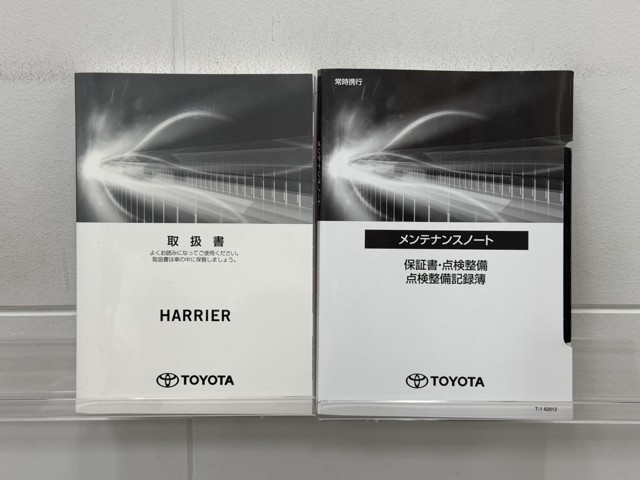 取扱書
よくお読みになってご使用ください。
取扱書は車の中に保管しましょう。
HARRIER
TOYOTA
常時携行
メンテナンスノート
保証書・点検整備
点検整備記録簿
TOYOTA